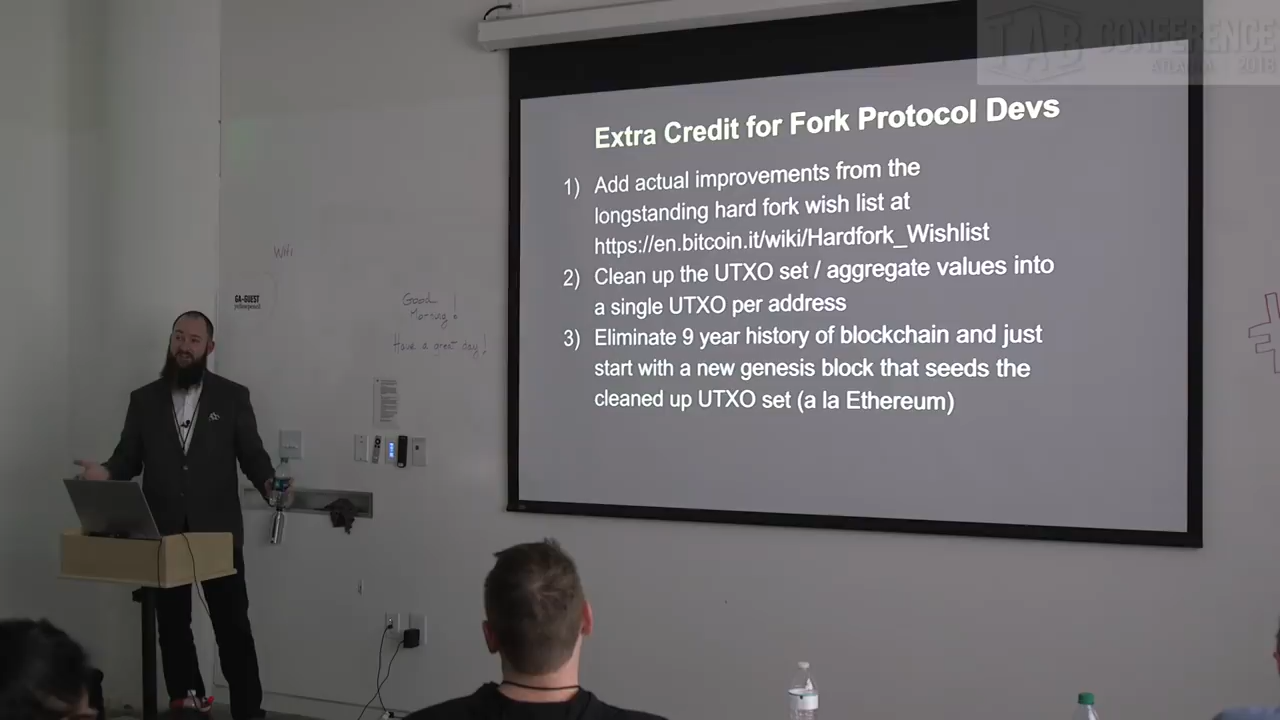 TAB CONFERENCE
ATLANTA 2018
Extra Credit for Fork Protocol Devs
1) Add actual improvements from the
longstanding hard fork wish list at
https://en.bitcoin.it/wiki/Hardfork_Wishlist
2) Clean up the UTXO set / aggregate values into
a single UTXO per address
3) Eliminate 9 year history of blockchain and just
start with a new genesis block that seeds the
cleaned up UTXO set (a la Ethereum)
Wifi
GA-GUEST
Good
Morning!
Have a great day!